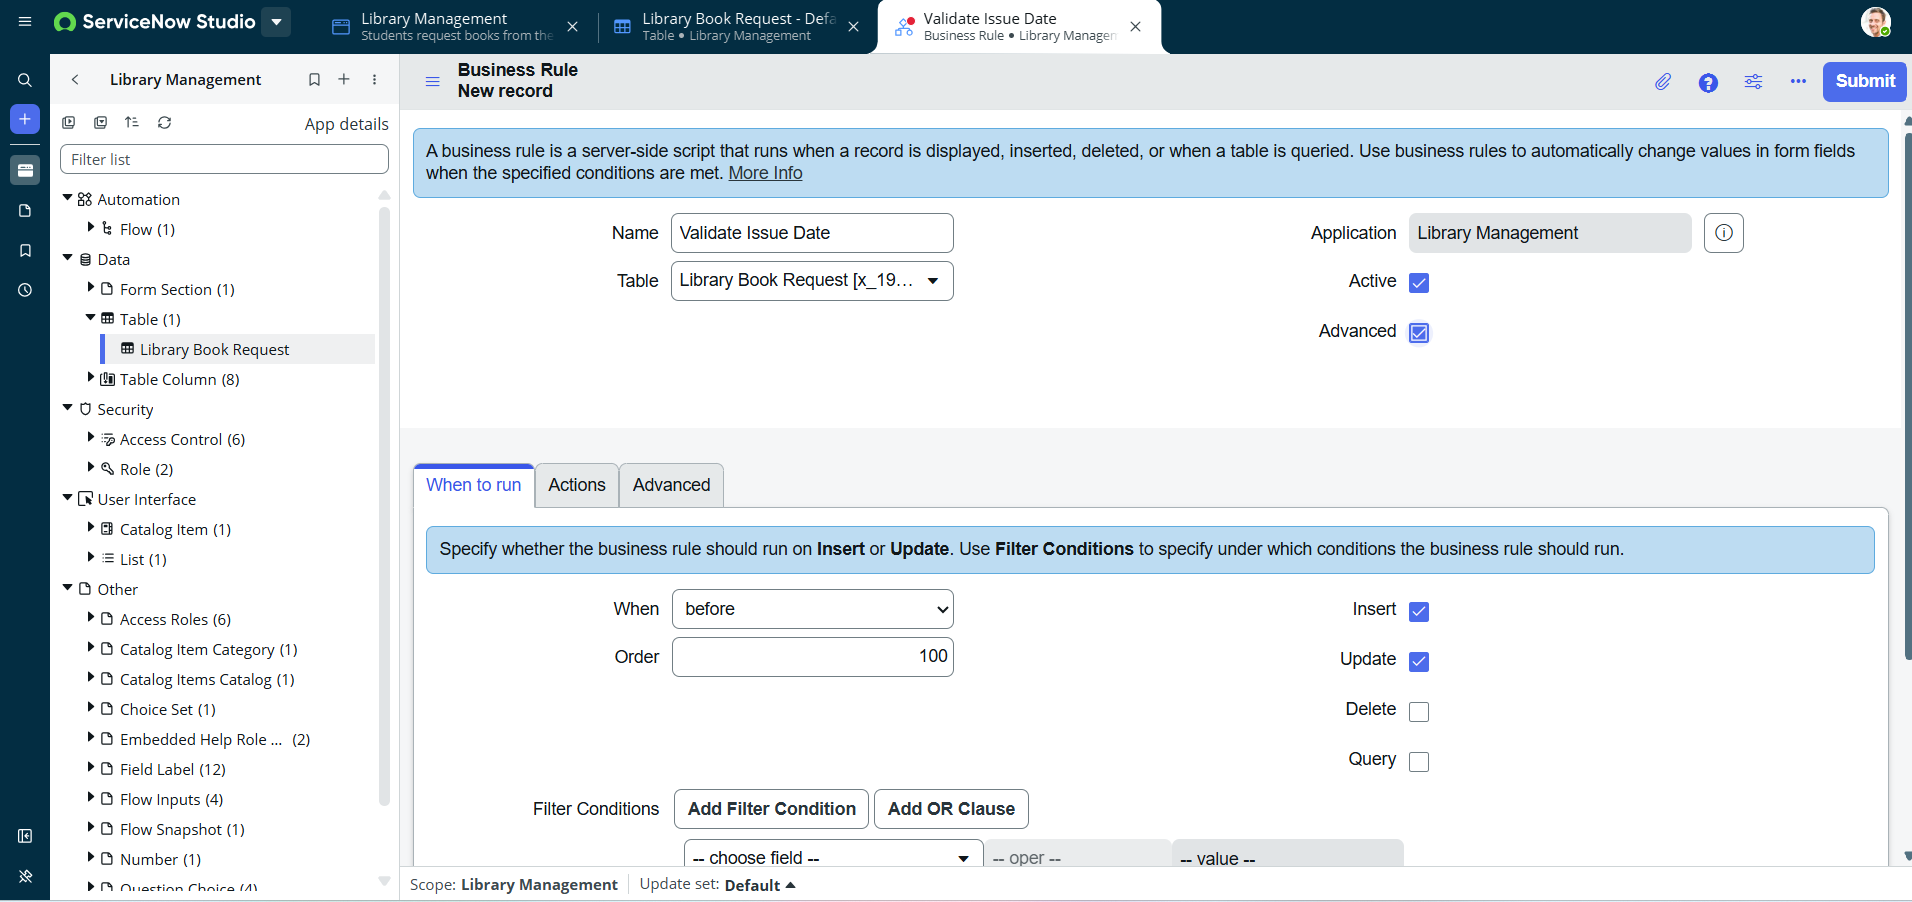 ServiceNow Studio
Library Management
Students request books from the
Library Book Request - Defa
Table • Library Management
Validate Issue Date
Business Rule • Library Managem
Library Management
App details
Filter list
Automation
Flow (1)
Data
Form Section (1)
Table (1)
Library Book Request
Table Column (8)
Security
Access Control (6)
Role (2)
User Interface
Catalog Item (1)
List (1)
Other
Access Roles (6)
Catalog Item Category (1)
Catalog Items Catalog (1)
Choice Set (1)
Embedded Help Role ... (2)
Field Label (12)
Flow Inputs (4)
Flow Snapshot (1)
Number (1)
Question Choice (4)
Business Rule
New record
Submit
A business rule is a server-side script that runs when a record is displayed, inserted, deleted, or when a table is queried. Use business rules to automatically change values in form fields
when the specified conditions are met. More Info
Name Validate Issue Date
Application Library Management
Table Library Book Request [x_19...
Active
Advanced
When to run Actions Advanced
Specify whether the business rule should run on Insert or Update. Use Filter Conditions to specify under which conditions the business rule should run.
When before
Insert
Order 100
Update
Delete
Query
Filter Conditions Add Filter Condition Add OR Clause
-- choose field -- -- oper -- -- value --
Scope: Library Management Update set: Default